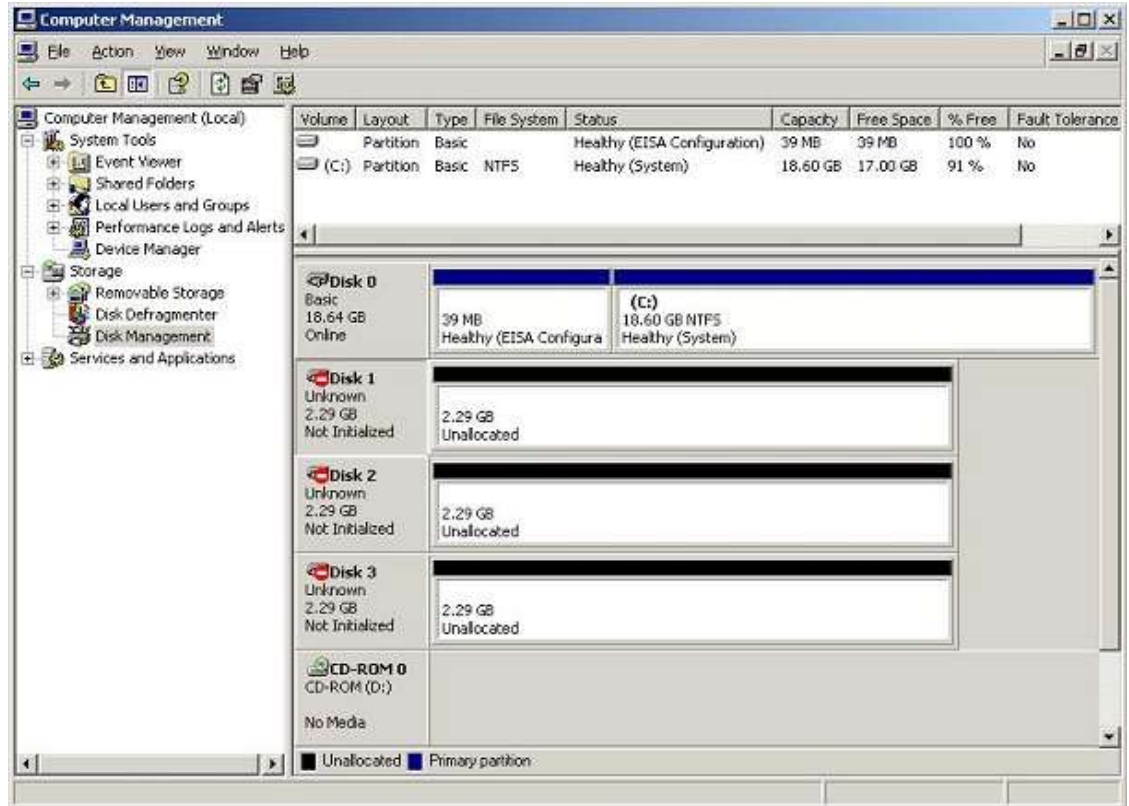 Computer Management
File Action View Window Help
Computer Management (Local)
System Tools
Event Viewer
Shared Folders
Local Users and Groups
Performance Logs and Alerts
Device Manager
Storage
Removable Storage
Disk Defragmenter
Disk Management
Services and Applications
Volume Layout Type File System Status Capacity Free Space % Free Fault Tolerance
Partition Basic Healthy (EISA Configuration) 39 MB 39 MB 100 % No
(C:) Partition Basic NTFS Healthy (System) 18.60 GB 17.00 GB 91 % No
Disk 0
Basic
18.64 GB
Online
39 MB
Healthy (EISA Configura
(C:)
18.60 GB NTFS
Healthy (System)
Disk 1
Unknown
2.29 GB
Not Initialized
2.29 GB
Unallocated
Disk 2
Unknown
2.29 GB
Not Initialized
2.29 GB
Unallocated
Disk 3
Unknown
2.29 GB
Not Initialized
2.29 GB
Unallocated
CD-ROM 0
CD-ROM (D:)
No Media
Unallocated Primary partition